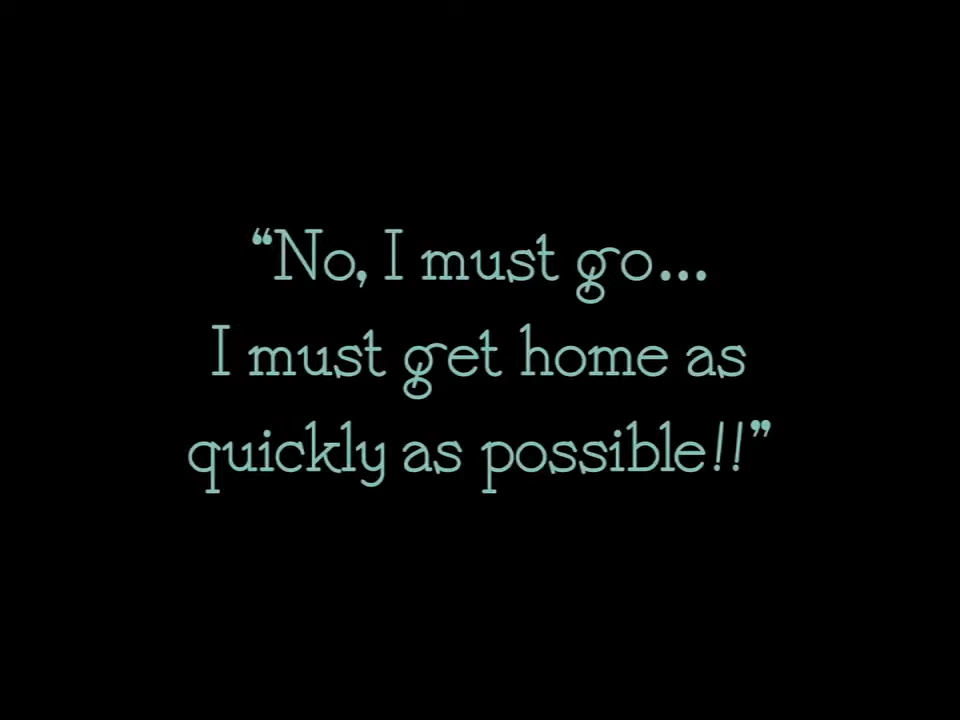 “No, I must go...
I must get home as
quickly as possible!!”